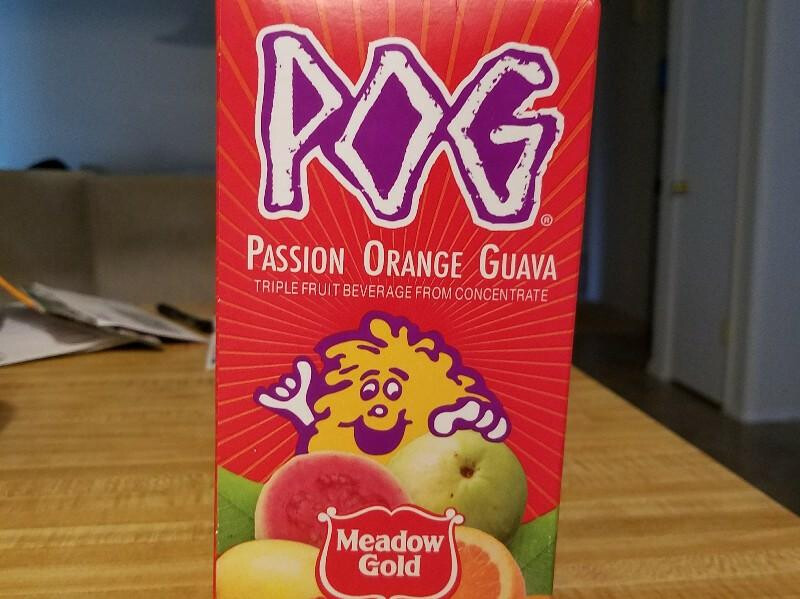 POG®
PASSION ORANGE GUAVA
TRIPLE FRUIT BEVERAGE FROM CONCENTRATE
Meadow
Gold